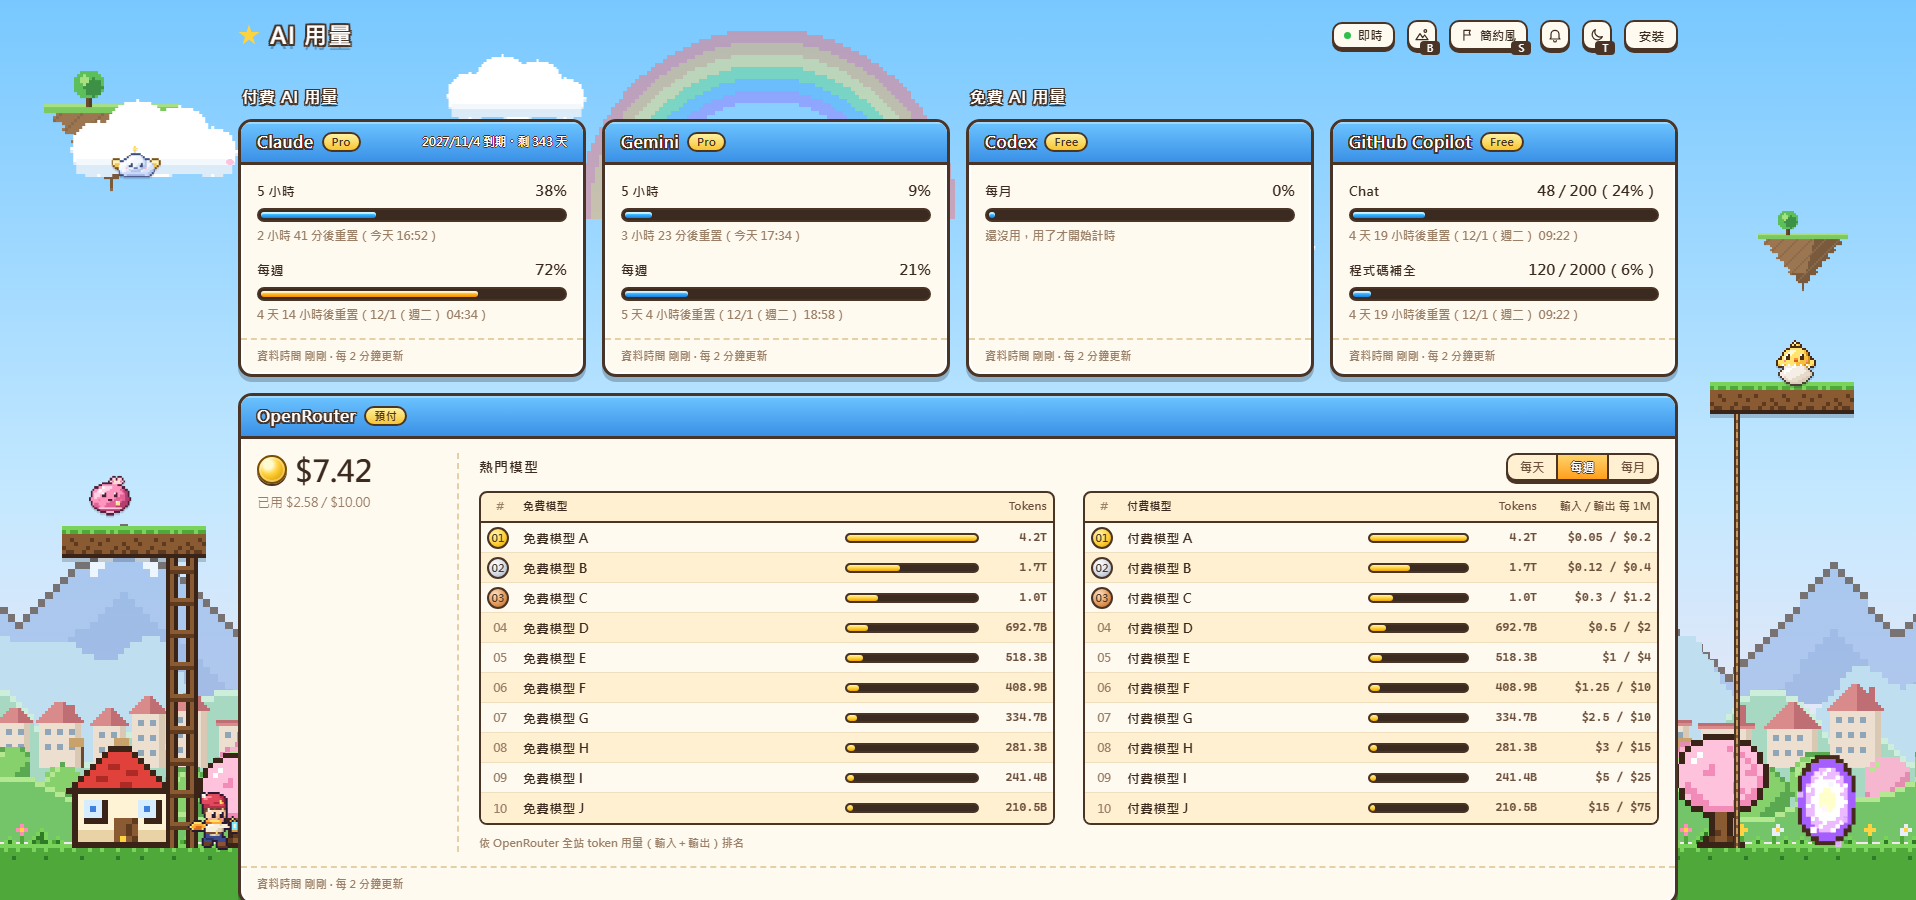 AI 用量
即時
B
簡約風
S
T
安裝
付費 AI 用量
免費 AI 用量
Claude Pro 2027/11/4 到期 · 剩 343 天
5 小時 38%
2 小時 41 分後重置 ( 今天 16:52 )
每週 72%
4 天 14 小時後重置 ( 12/1 ( 週二 ) 04:34 )
資料時間 剛剛 · 每 2 分鐘更新
Gemini Pro
5 小時 9%
3 小時 23 分後重置 ( 今天 17:34 )
每週 21%
5 天 4 小時後重置 ( 12/1 ( 週二 ) 18:58 )
資料時間 剛剛 · 每 2 分鐘更新
Codex Free
每月 0%
還沒用，用了才開始計時
資料時間 剛剛 · 每 2 分鐘更新
GitHub Copilot Free
Chat 48 / 200 ( 24% )
4 天 19 小時後重置 ( 12/1 ( 週二 ) 09:22 )
程式碼補全 120 / 2000 ( 6% )
4 天 19 小時後重置 ( 12/1 ( 週二 ) 09:22 )
資料時間 剛剛 · 每 2 分鐘更新
OpenRouter 預付
$7.42
已用 $2.58 / $10.00
熱門模型
每天 每週 每月
# 免費模型 Tokens
01 免費模型 A 4.2T
02 免費模型 B 1.7T
03 免費模型 C 1.0T
04 免費模型 D 692.7B
05 免費模型 E 518.3B
06 免費模型 F 408.9B
07 免費模型 G 334.7B
08 免費模型 H 281.3B
09 免費模型 I 241.4B
10 免費模型 J 210.5B
# 付費模型 Tokens 輸入 / 輸出 每 1M
01 付費模型 A 4.2T $0.05 / $0.2
02 付費模型 B 1.7T $0.12 / $0.4
03 付費模型 C 1.0T $0.3 / $1.2
04 付費模型 D 692.7B $0.5 / $2
05 付費模型 E 518.3B $1 / $4
06 付費模型 F 408.9B $1.25 / $10
07 付費模型 G 334.7B $2.5 / $10
08 付費模型 H 281.3B $3 / $15
09 付費模型 I 241.4B $5 / $25
10 付費模型 J 210.5B $15 / $75
依 OpenRouter 全站 token 用量 ( 輸入 + 輸出 ) 排名
資料時間 剛剛 · 每 2 分鐘更新